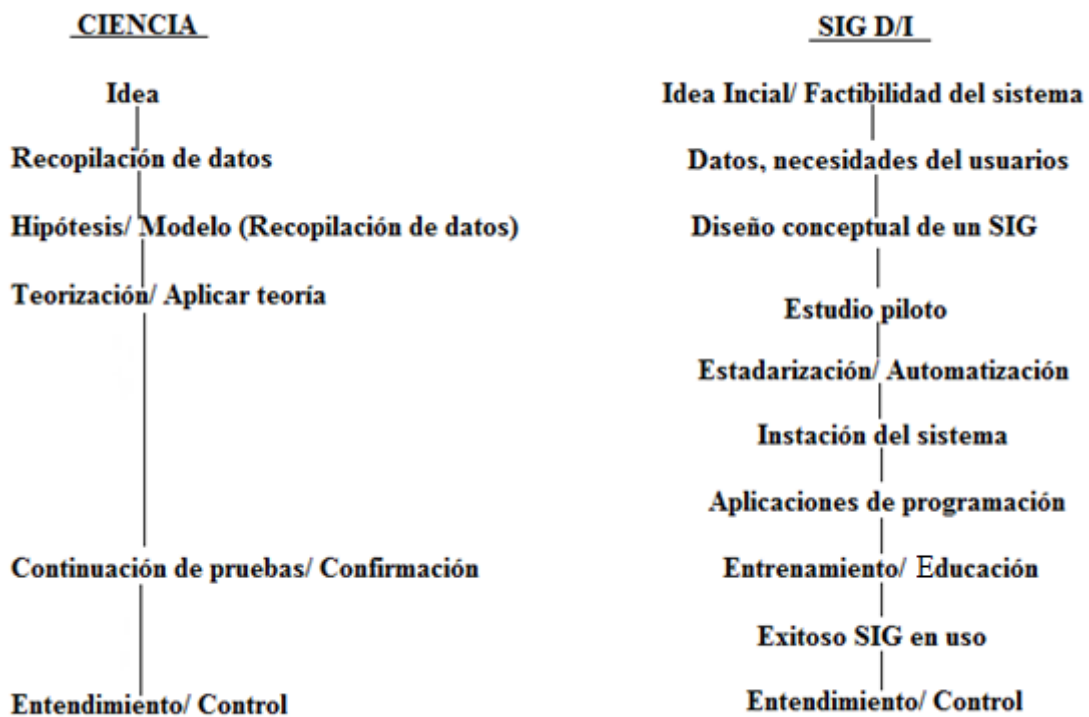 CIENCIA
Idea
Recopilación de datos
Hipótesis/ Modelo (Recopilación de datos)
Teorización/ Aplicar teoría
Continuación de pruebas/ Confirmación
Entendimiento/ Control
SIG D/I
Idea Incial/ Factibilidad del sistema
Datos, necesidades del usuarios
Diseño conceptual de un SIG
Estudio piloto
Estadarización/ Automatización
Instación del sistema
Aplicaciones de programación
Entrenamiento/ Educación
Exitoso SIG en uso
Entendimiento/ Control